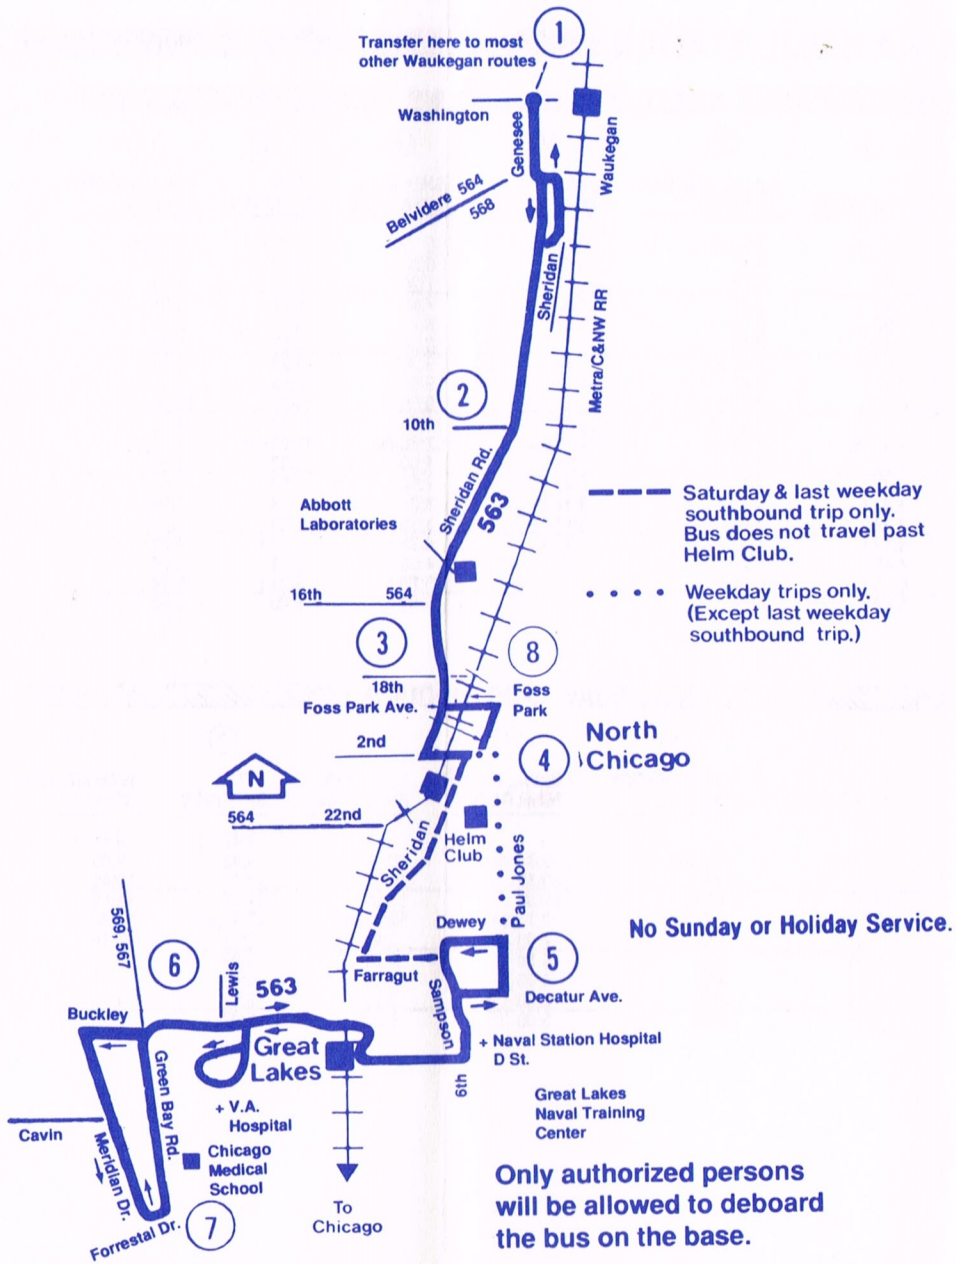 1
Transfer here to most
other Waukegan routes
Washington
Genesee
Waukegan
Belvidere 564
568
Sheridan
Metra/C&NW RR
2
10th
Sheridan Rd.
563
Abbott
Laboratories
Saturday & last weekday
southbound trip only.
Bus does not travel past
Helm Club.
16th 564
Weekday trips only.
(Except last weekday
southbound trip.)
3
8
18th
Foss
Park
Foss Park Ave.
2nd
4
North
Chicago
N
564 22nd
Sheridan
Helm
Club
Paul Jones
Dewey
No Sunday or Holiday Service.
569, 567
6
5
Lewis
563
Farragut
Sampson
Decatur Ave.
Buckley
Great
Lakes
+ Naval Station Hospital
D St.
6th
Green Bay Rd.
+ V.A.
Hospital
Great Lakes
Naval Training
Center
Cavin
Meridian Dr.
Chicago
Medical
School
Only authorized persons
will be allowed to deboard
the bus on the base.
7
Forrestal Dr.
To
Chicago